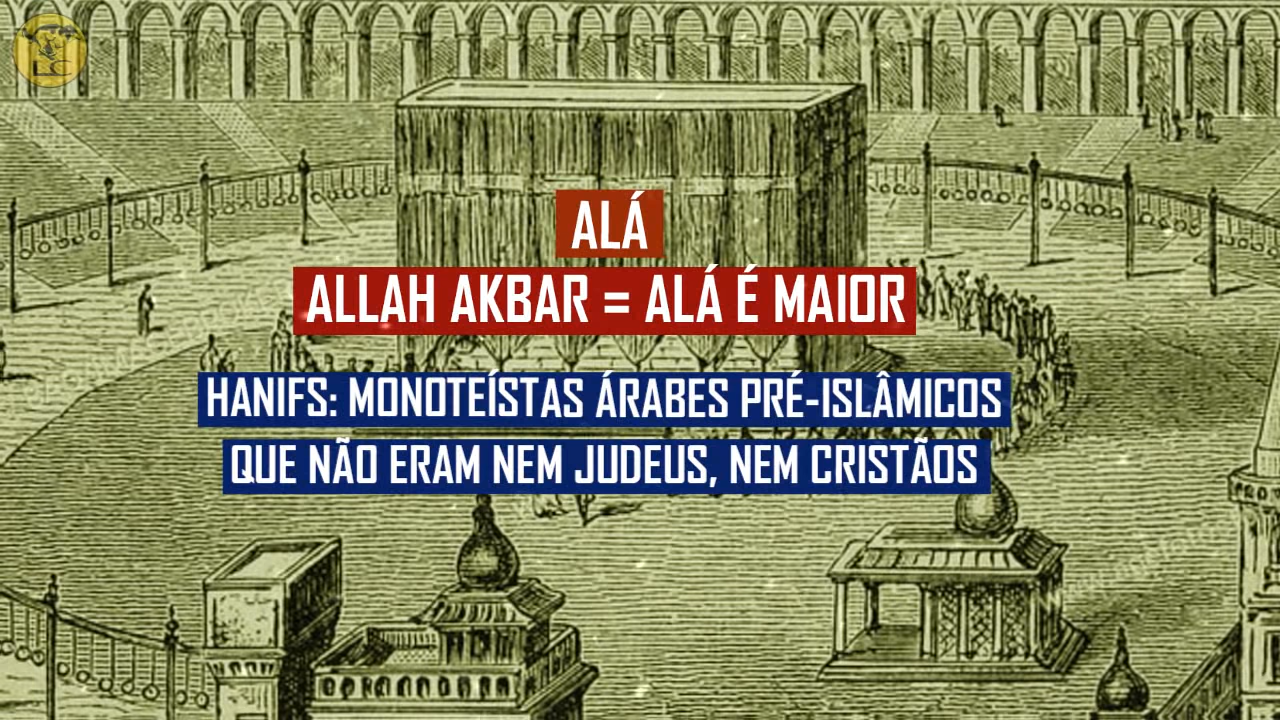 ALÁ
ALLAH AKBAR = ALÁ É MAIOR
HANIFS: MONOTEÍSTAS ÁRABES PRÉ-ISLÂMICOS
QUE NÃO ERAM NEM JUDEUS, NEM CRISTÃOS